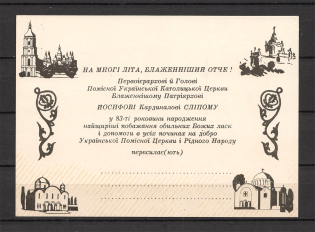 НА МНОГІ ЛІТА, БЛАЖЕННІШИЙ ОТЧЕ !
Первоієрархові й Голові
Помісної Української Католицької Церкви
Блаженнішому Патріярхові
ЙОСИФОВІ Кардиналові СЛІПОМУ
у 83-ті роковини народження
найщиріші побажання обильних Божих ласк
і допомоги в усіх починах на добро
Української Помісної Церкви і Рідного Народу
пересилає(ють)